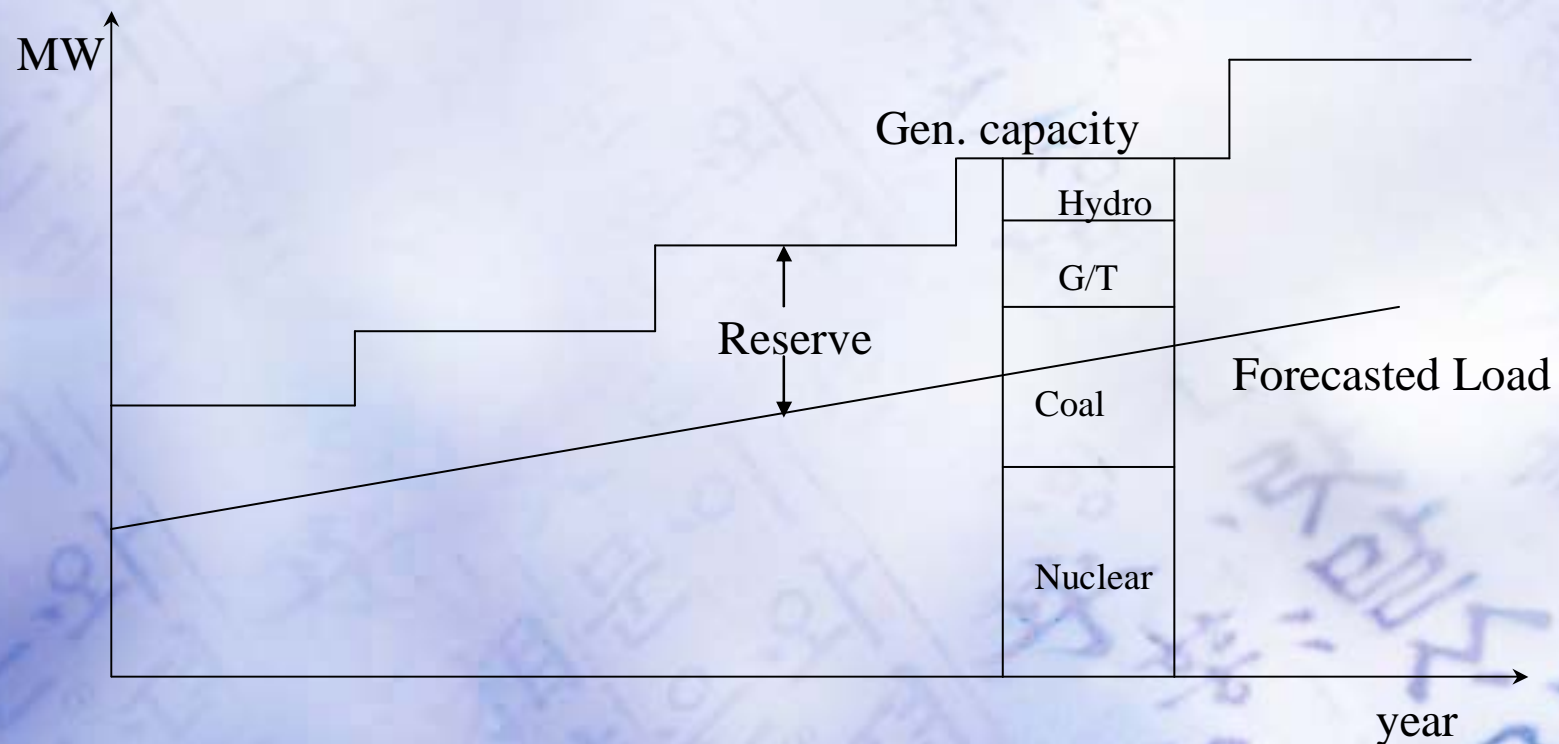 MW
Gen. capacity
Hydro
G/T
Reserve
Coal
Forecasted Load
Nuclear
year